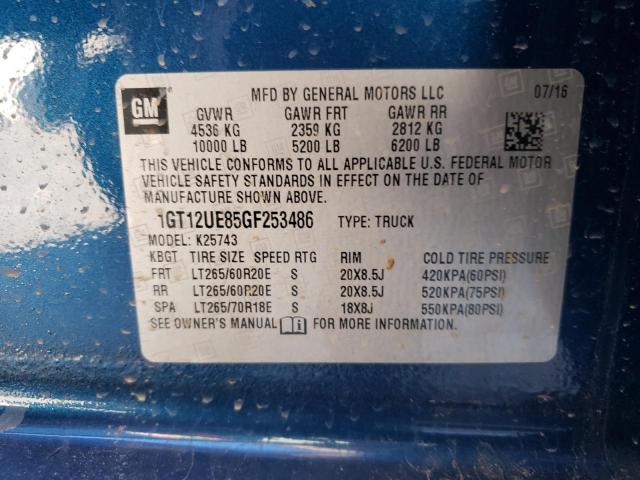 GM
MFD BY GENERAL MOTORS LLC 07/16
GVWR GAWR FRT GAWR RR
4536 KG 2359 KG 2812 KG
10000 LB 5200 LB 6200 LB
THIS VEHICLE CONFORMS TO ALL APPLICABLE U.S. FEDERAL MOTOR
VEHICLE SAFETY STANDARDS IN EFFECT ON THE DATE OF
MANUFACTURE SHOWN ABOVE.
1GT12UE85GF253486 TYPE: TRUCK
MODEL: K25743
KBGT TIRE SIZE SPEED RTG RIM COLD TIRE PRESSURE
FRT LT265/60R20E S 20X8.5J 420KPA(60PSI)
RR LT265/60R20E S 20X8.5J 520KPA(75PSI)
SPA LT265/70R18E S 18X8J 550KPA(80PSI)
SEE OWNER'S MANUAL FOR MORE INFORMATION.